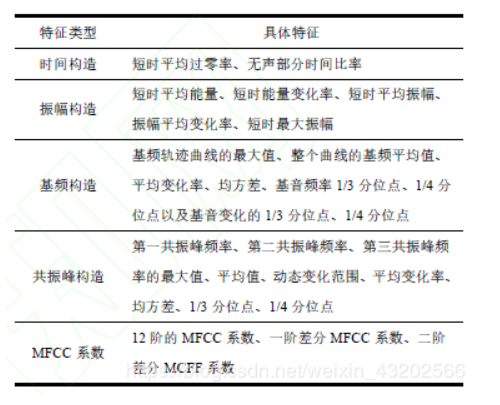 特征类型 具体特征
时间构造 短时平均过零率、无声部分时间比率
振幅构造 短时平均能量、短时能量变化率、短时平均振幅、
振幅平均变化率、短时最大振幅
基频构造 基频轨迹曲线的最大值、整个曲线的基频平均值、
平均变化率、均方差、基音频率 1/3 分位点、1/4 分
位点以及基音变化的 1/3 分位点、1/4 分位点
共振峰构造 第一共振峰频率、第二共振峰频率、第三共振峰频
率的最大值、平均值、动态变化范围、平均变化率、
均方差、1/3 分位点、1/4 分位点
MFCC 系数 12 阶的 MFCC 系数、一阶差分 MFCC 系数、二阶
差分 MCFF 系数
https://blog.csdn.net/weixin_43202566